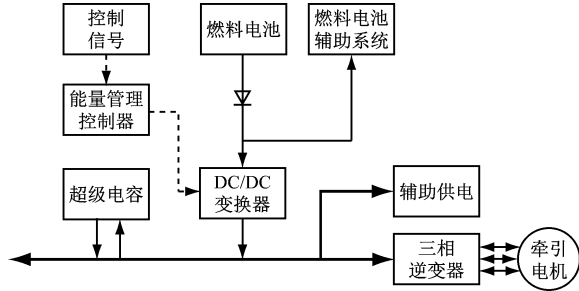 控制
信号
燃料电池
燃料电池
辅助系统
能量管理
控制器
超级电容
DC/DC
变换器
辅助供电
三相
逆变器
牵引
电机